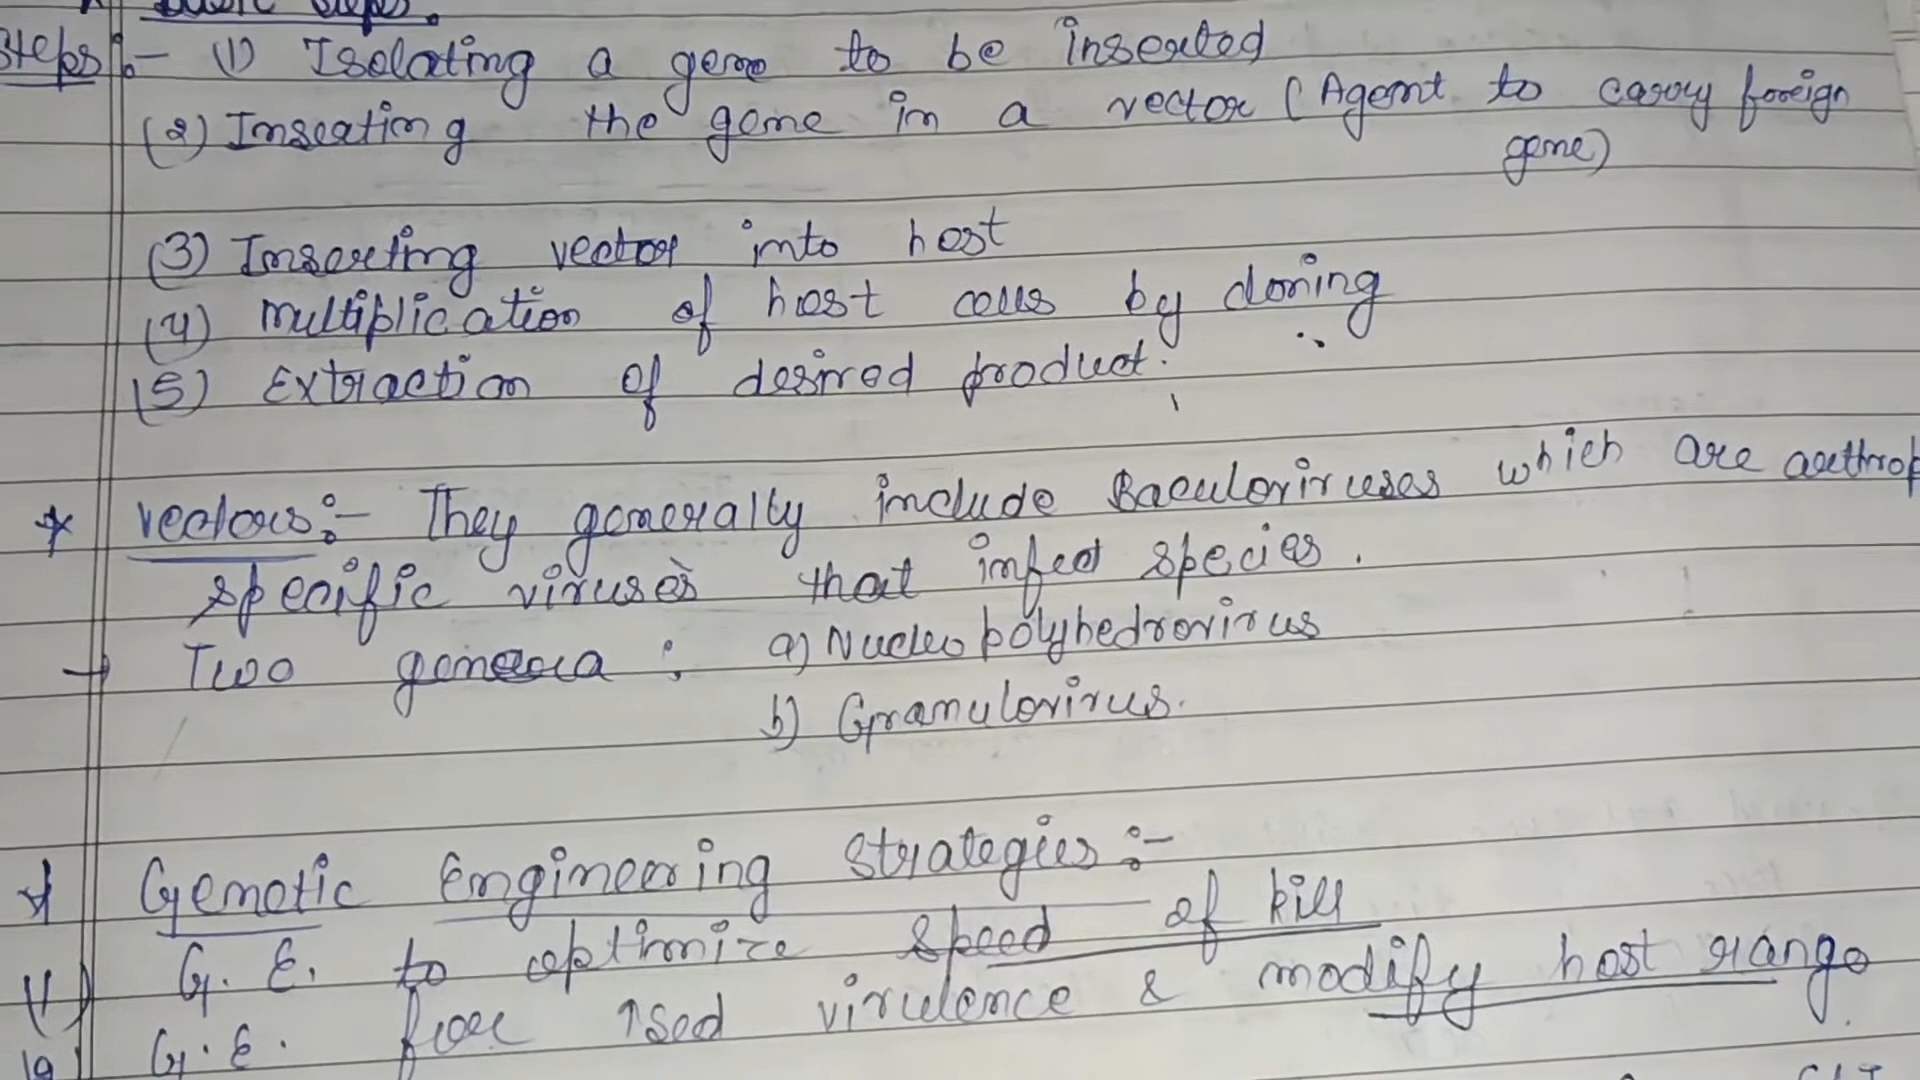 Basic steps.
Steps :- (1) Isolating a gene to be inserted
(2) Inserting the gene in a vector (Agent to carry foreign
gene)
(3) Inserting vector into host
(4) Multiplication of host cells by cloning
(5) Extraction of desired product.
* Vectors :- They generally include Baculoviruses which are arthrop
specific viruses that infect species.
→ Two genera : a) Nucleopolyhedrovirus
b) Granulovirus.
* Genetic Engineering Strategies :-
(1) G. E. to optimize speed of kill
G. E. for ↑sed virulence & modify host range